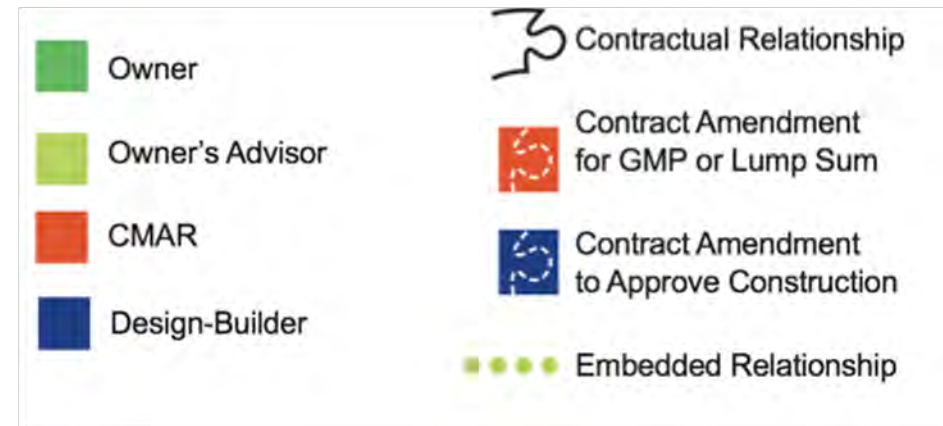 Owner
Owner's Advisor
CMAR
Design-Builder
Contractual Relationship
Contract Amendment
for GMP or Lump Sum
Contract Amendment
to Approve Construction
Embedded Relationship